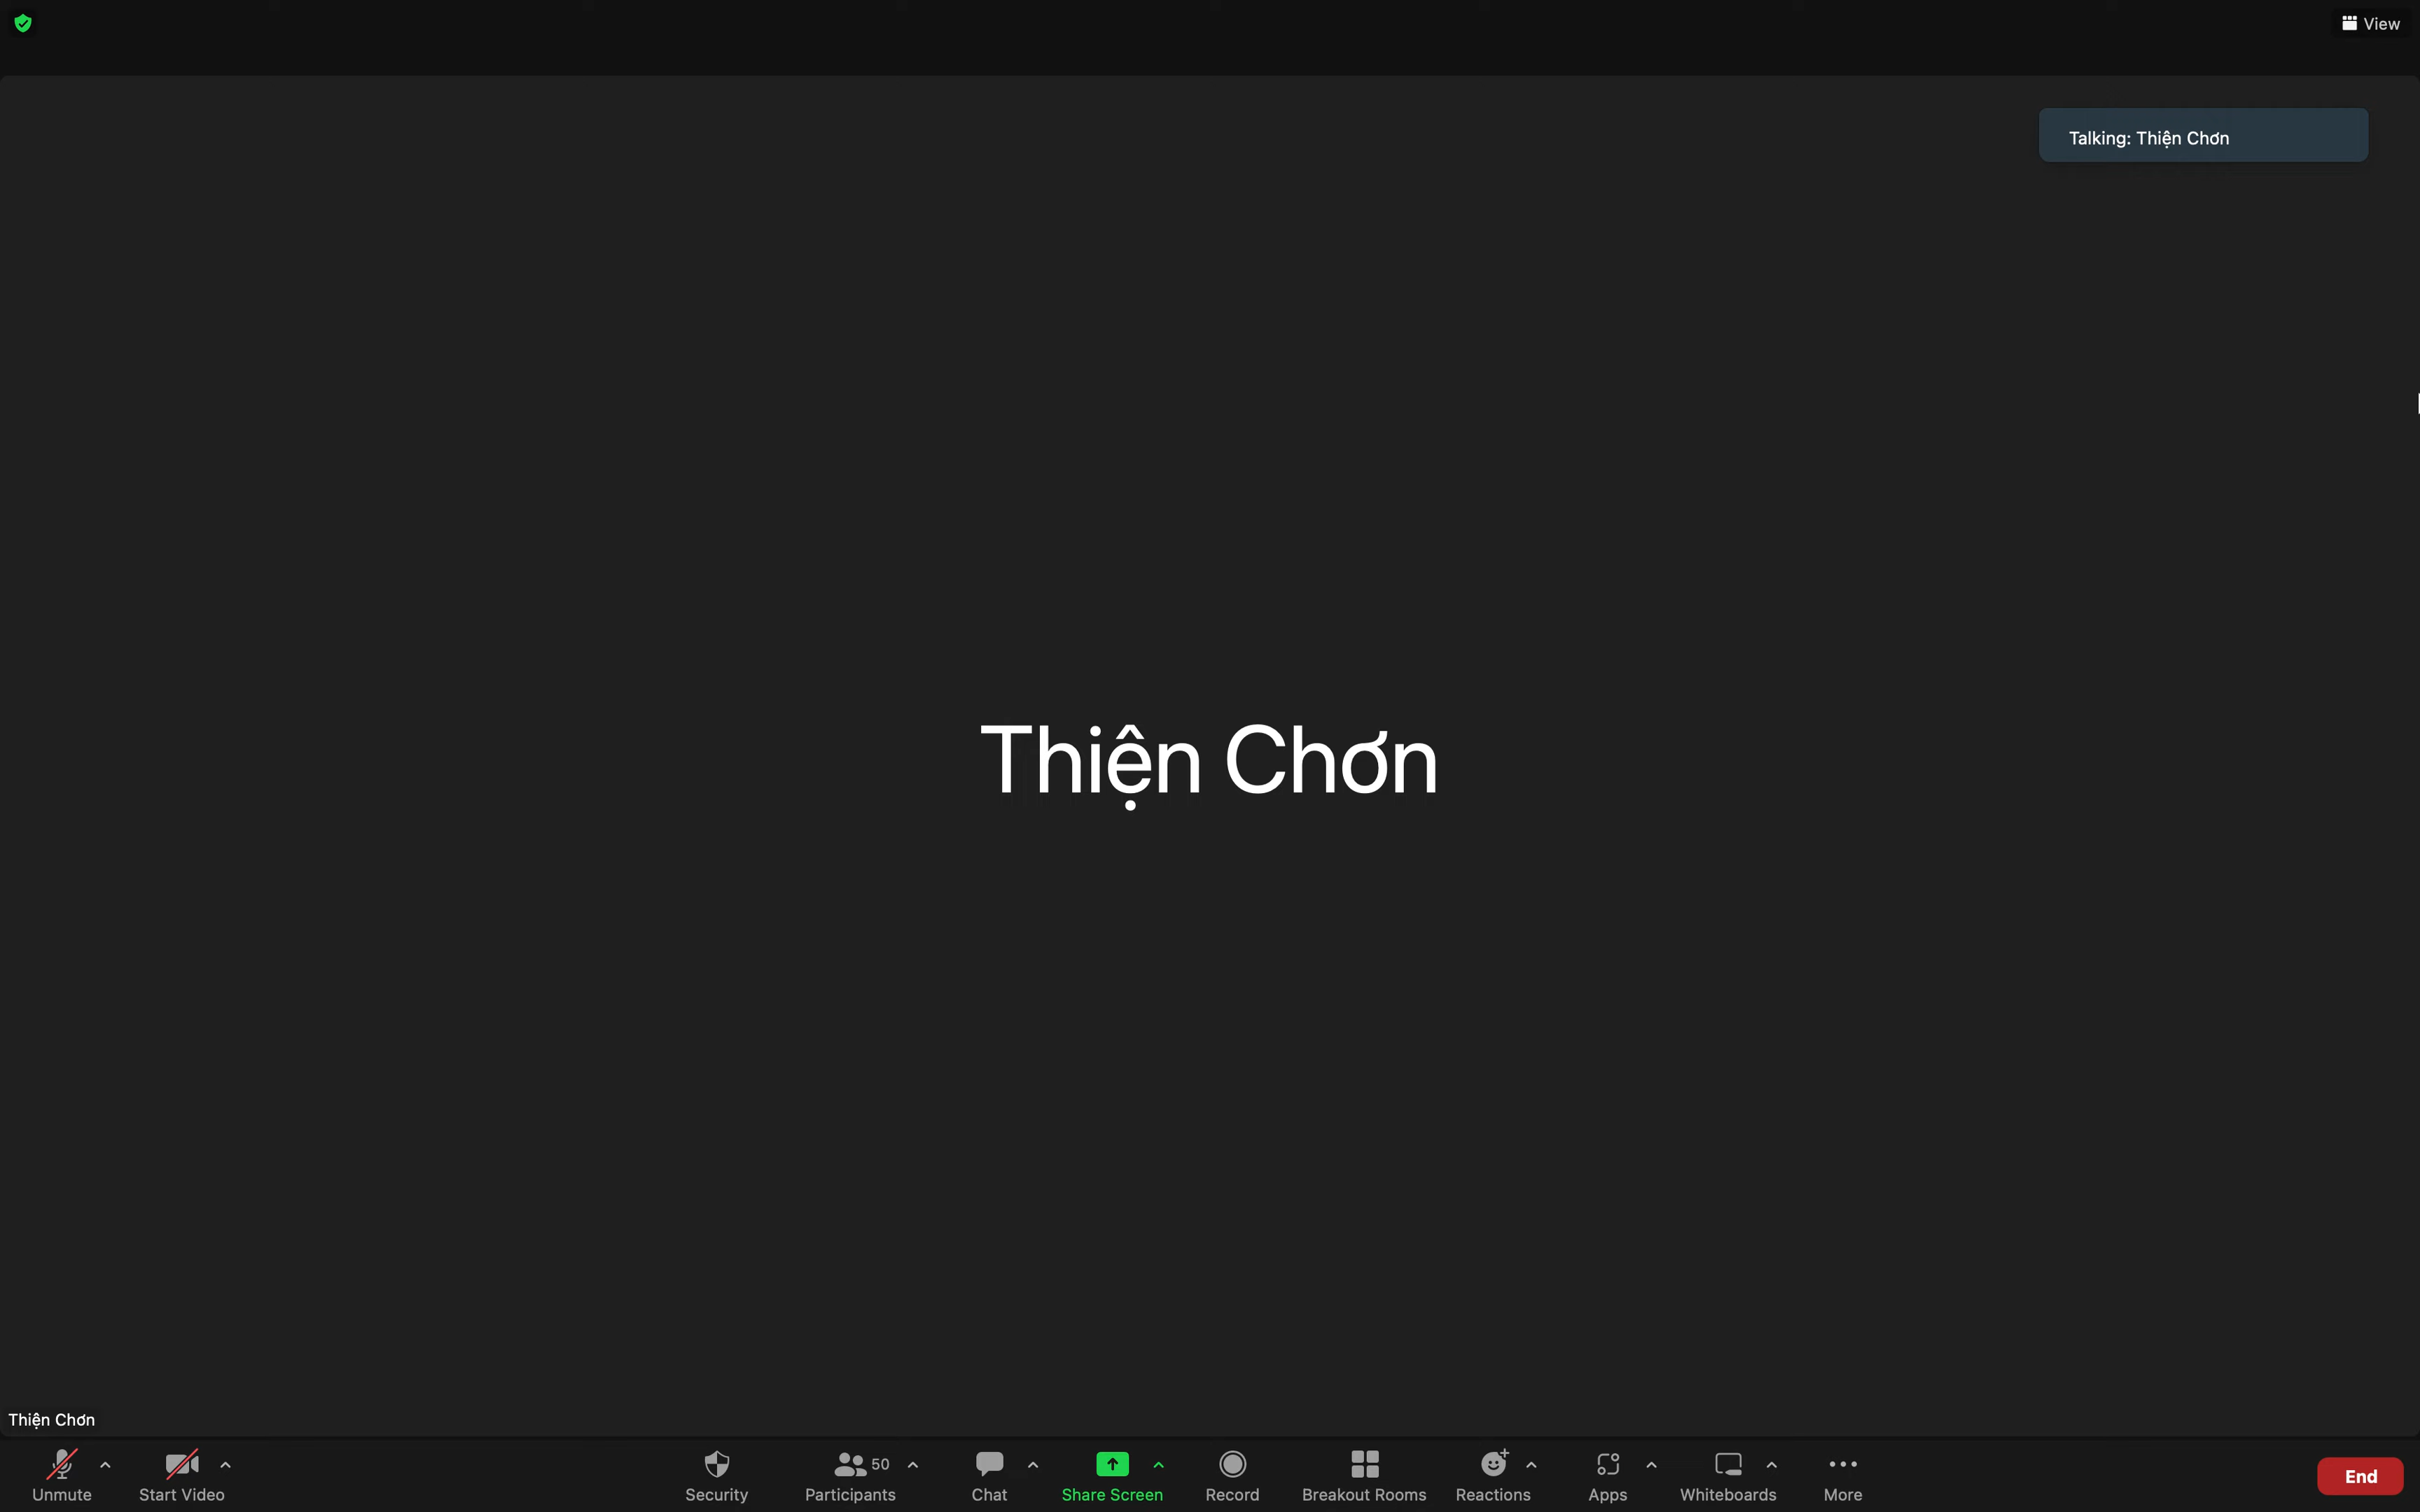 View
Talking: Thiện Chơn
Thiện Chơn
Thiện Chơn
Unmute
Start Video
Security
50
Participants
Chat
Share Screen
Record
Breakout Rooms
Reactions
Apps
Whiteboards
More
End